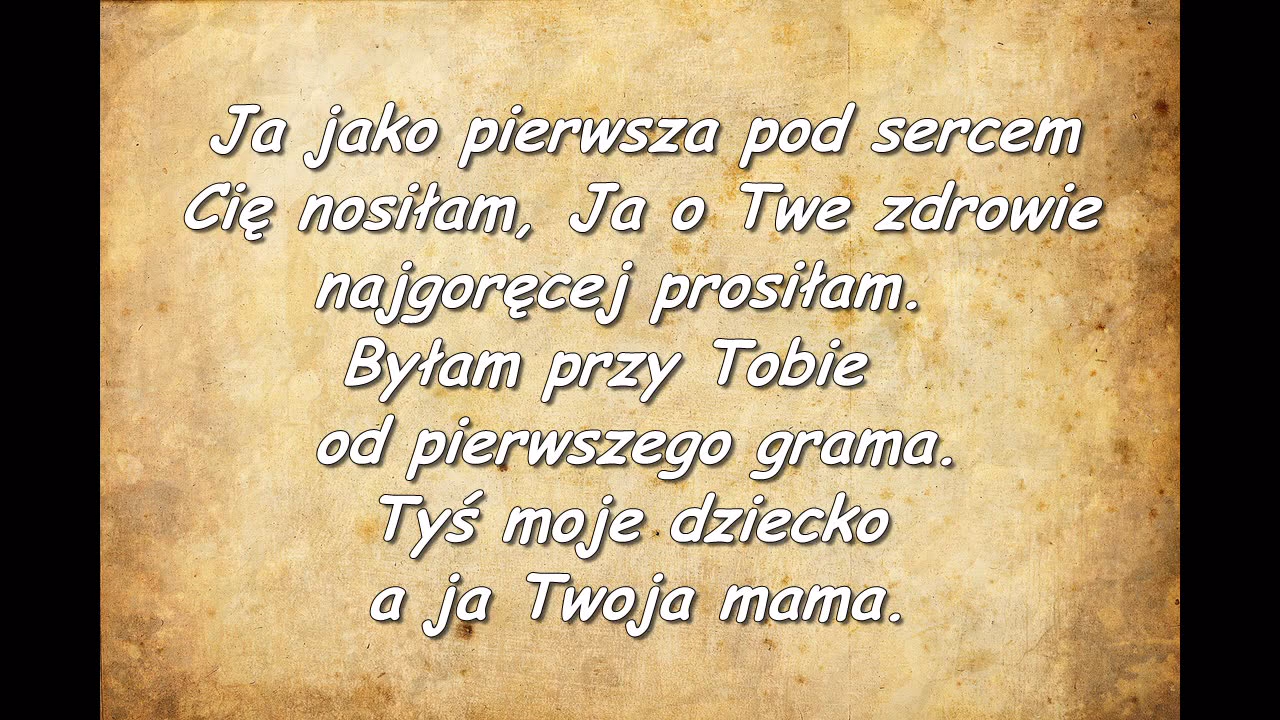 Ja jako pierwsza pod sercem
Cię nosiłam, Ja o Twe zdrowie
najgoręcej prosiłam.
Byłam przy Tobie
od pierwszego grama.
Tyś moje dziecko
a ja Twoja mama.